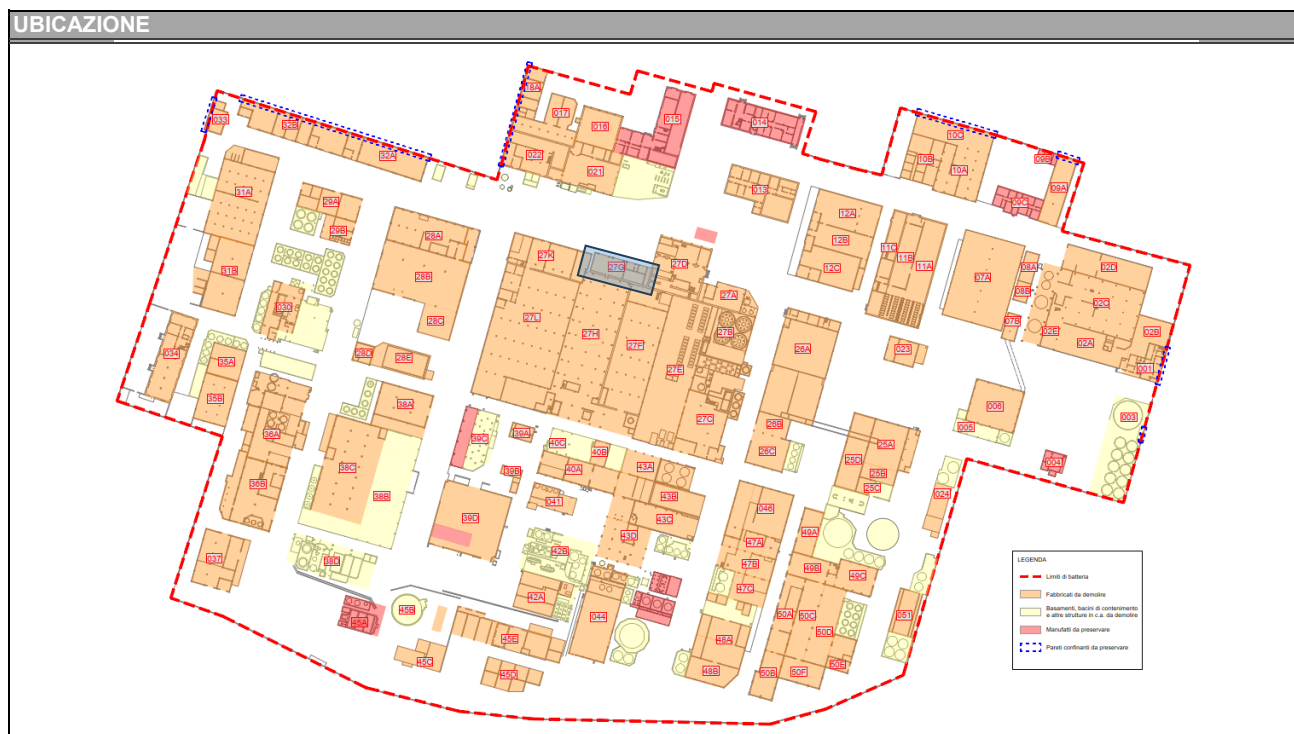 UBICAZIONE
18A
017
016
015
014
033
32B
32A
022
021
013
10C
10B
10A
09B
09A
09C
31A
29A
29B
28A
28B
28C
27K
27G
27D
27A
12A
12B
12C
11C
11B
11A
07A
08A
08B
07B
02D
02C
02B
02E
02A
001
31B
030
27L
27H
27F
27B
27E
27C
26A
023
034
35A
35B
28D
28E
38A
006
005
003
004
36A
36B
38C
38B
39C
39A
39B
39D
40C
40B
40A
041
43A
43B
43C
43D
26B
26C
25A
25D
25B
25C
024
046
47A
47B
47C
49A
49B
49C
037
38D
42B
42A
044
45A
45B
45C
45E
45D
48A
48B
50A
50C
50D
50E
50B
50F
051
LEGENDA
Limiti di batteria
Fabbricati da demolire
Basamenti, bacini di contenimento
e altre strutture in c.a. da demolire
Manufatti da preservare
Pareti confinanti da preservare